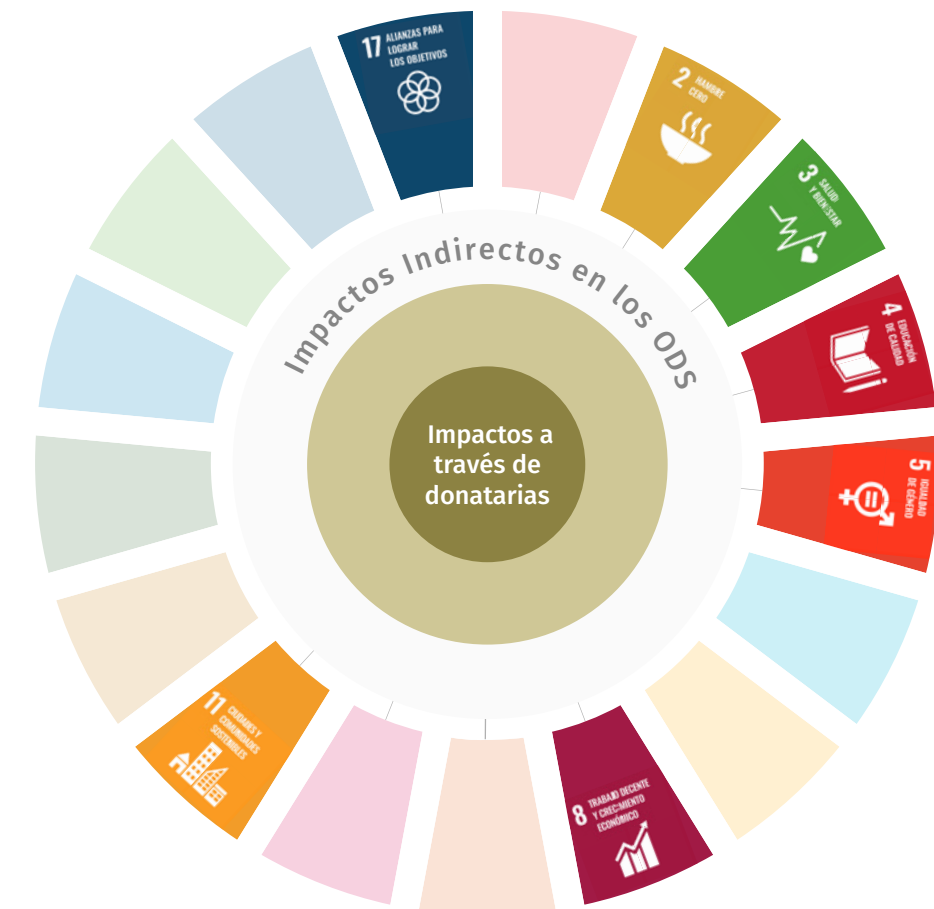 17 ALIANZAS PARA
LOGRAR
LOS OBJETIVOS
2 HAMBRE
CERO
3 SALUD
Y BIENESTAR
4 EDUCACIÓN
DE CALIDAD
5 IGUALDAD
DE GÉNERO
8 TRABAJO DECENTE
Y CRECIMIENTO
ECONÓMICO
11 CIUDADES Y
COMUNIDADES
SOSTENIBLES
Impactos Indirectos en los ODS
Impactos a
través de
donatarias